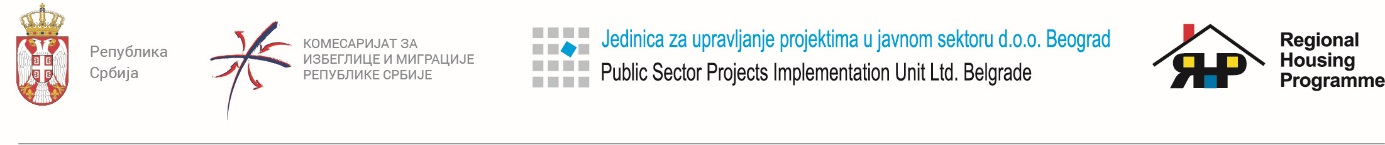 Република
Србија
КОМЕСАРИЈАТ ЗА
ИЗБЕГЛИЦЕ И МИГРАЦИЈЕ
РЕПУБЛИКЕ СРБИЈЕ
Jedinica za upravljanje projektima u javnom sektoru d.o.o. Beograd
Public Sector Projects Implementation Unit Ltd. Belgrade
RHP
Regional
Housing
Programme